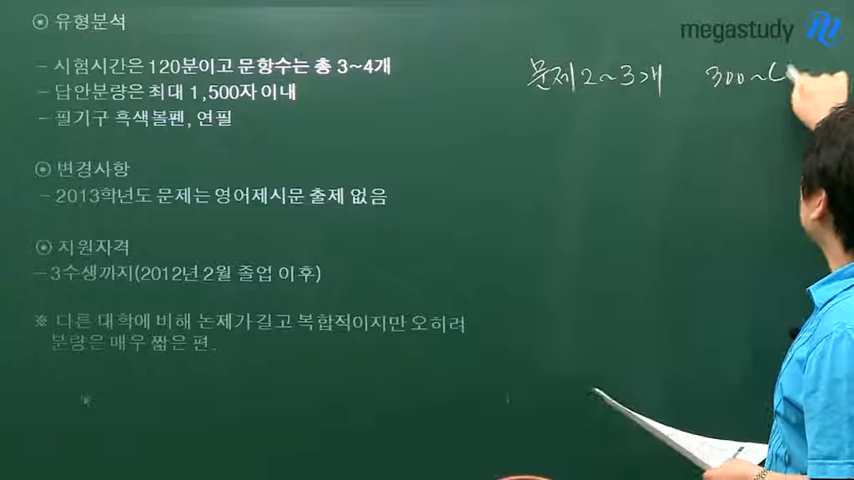 megastudy
⊙ 유형분석
- 시험시간은 120분이고 문항수는 총 3~4개
- 답안분량은 최대 1,500자 이내
- 필기구 흑색볼펜, 연필
문제 2~3개 300~
⊙ 변경사항
- 2013학년도 문제는 영어제시문 출제 없음
⊙ 지원자격
- 3수생까지(2012년 2월 졸업 이후)
※ 다른 대학에 비해 논제가길고 복합적이지만 오히려
분량은 매우 짧은 편.